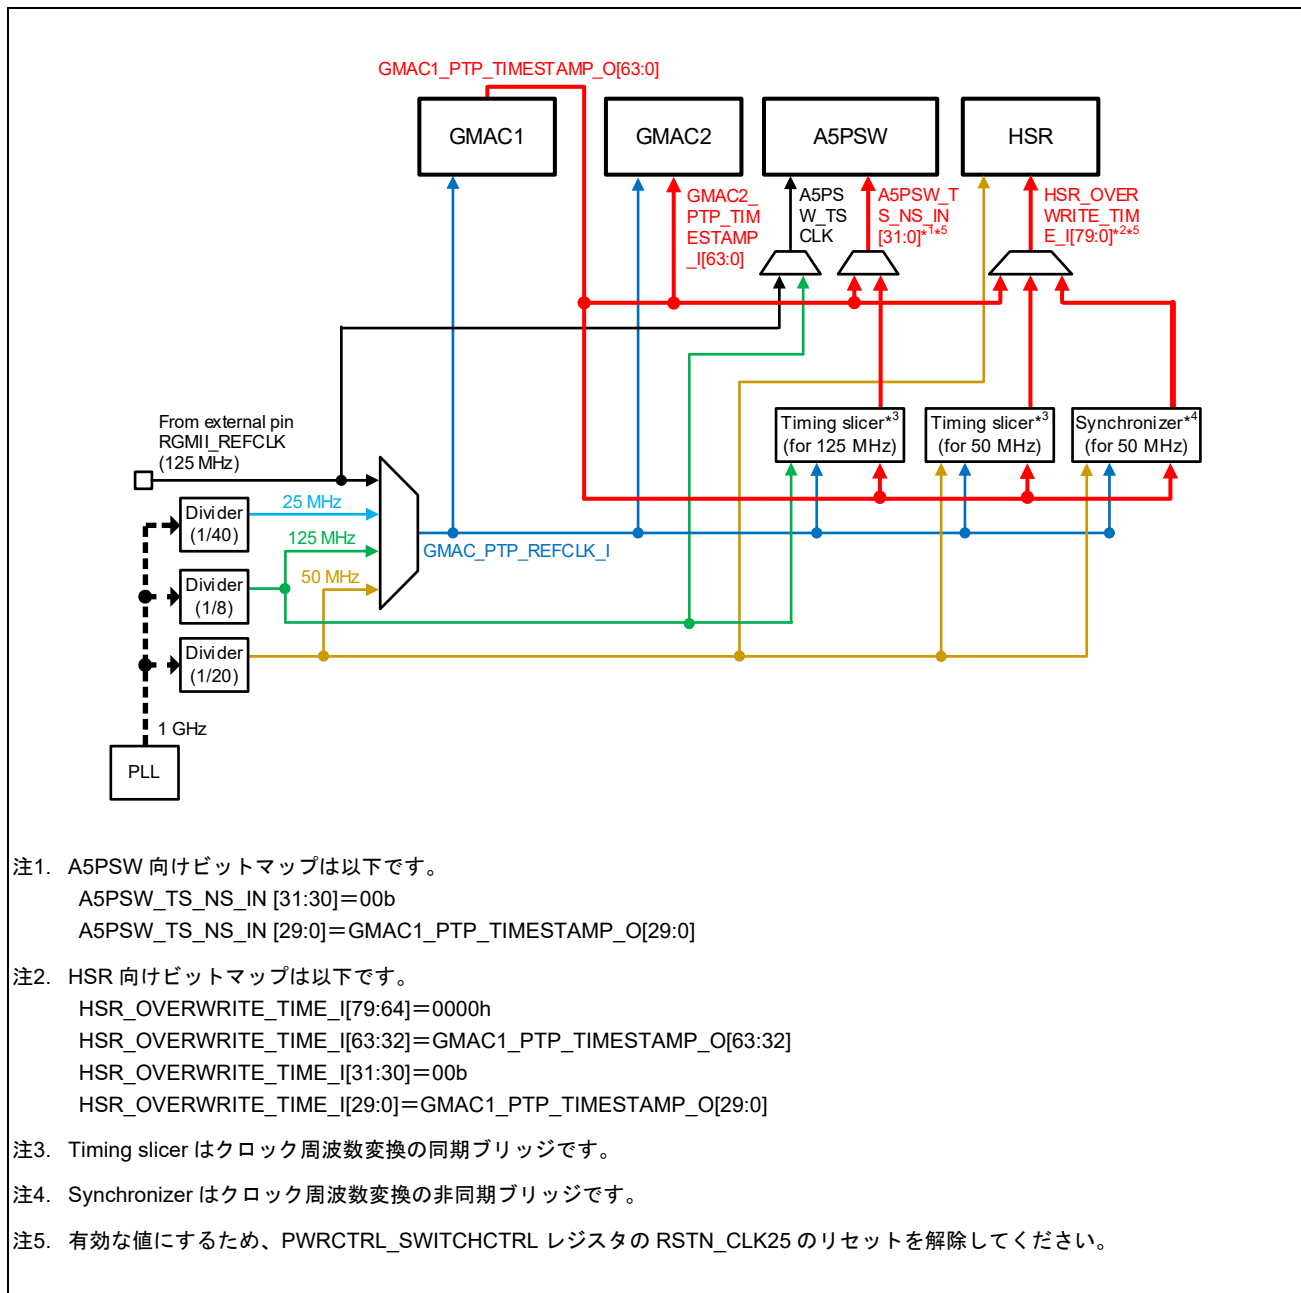 GMAC1_PTP_TIMESTAMP_O[63:0]
GMAC1
GMAC2
A5PSW
HSR
GMAC2_
PTP_TIM
ESTAMP
_I[63:0]
A5PS
W_TS
CLK
A5PSW_T
S_NS_IN
[31:0]*1*5
HSR_OVER
WRITE_TIM
E_I[79:0]*2*5
From external pin
RGMII_REFCLK
(125 MHz)
Timing slicer*3
(for 125 MHz)
Timing slicer*3
(for 50 MHz)
Synchronizer*4
(for 50 MHz)
Divider
(1/40)
25 MHz
125 MHz
GMAC_PTP_REFCLK_I
Divider
(1/8)
50 MHz
Divider
(1/20)
1 GHz
PLL
注1. A5PSW 向けビットマップは以下です。
A5PSW_TS_NS_IN [31:30]=00b
A5PSW_TS_NS_IN [29:0]=GMAC1_PTP_TIMESTAMP_O[29:0]
注2. HSR 向けビットマップは以下です。
HSR_OVERWRITE_TIME_I[79:64]=0000h
HSR_OVERWRITE_TIME_I[63:32]=GMAC1_PTP_TIMESTAMP_O[63:32]
HSR_OVERWRITE_TIME_I[31:30]=00b
HSR_OVERWRITE_TIME_I[29:0]=GMAC1_PTP_TIMESTAMP_O[29:0]
注3. Timing slicer はクロック周波数変換の同期ブリッジです。
注4. Synchronizer はクロック周波数変換の非同期ブリッジです。
注5. 有効な値にするため、PWRCTRL_SWITCHCTRL レジスタの RSTN_CLK25 のリセットを解除してください。